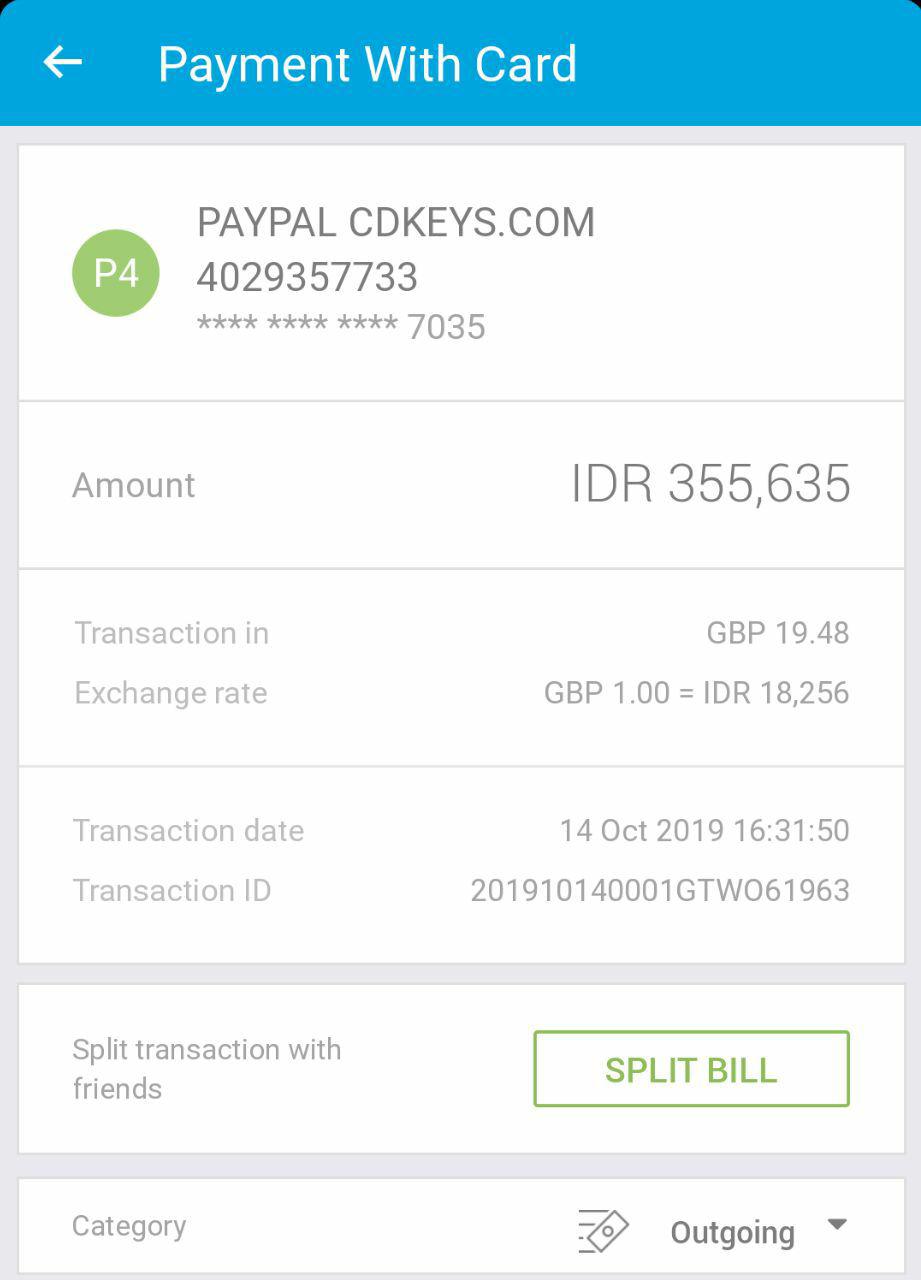 Payment With Card
P4
PAYPAL CDKEYS.COM
4029357733
**** **** **** 7035
Amount
IDR 355,635
Transaction in
GBP 19.48
Exchange rate
GBP 1.00 = IDR 18,256
Transaction date
14 Oct 2019 16:31:50
Transaction ID
201910140001GTWO61963
Split transaction with
friends
SPLIT BILL
Category
Outgoing